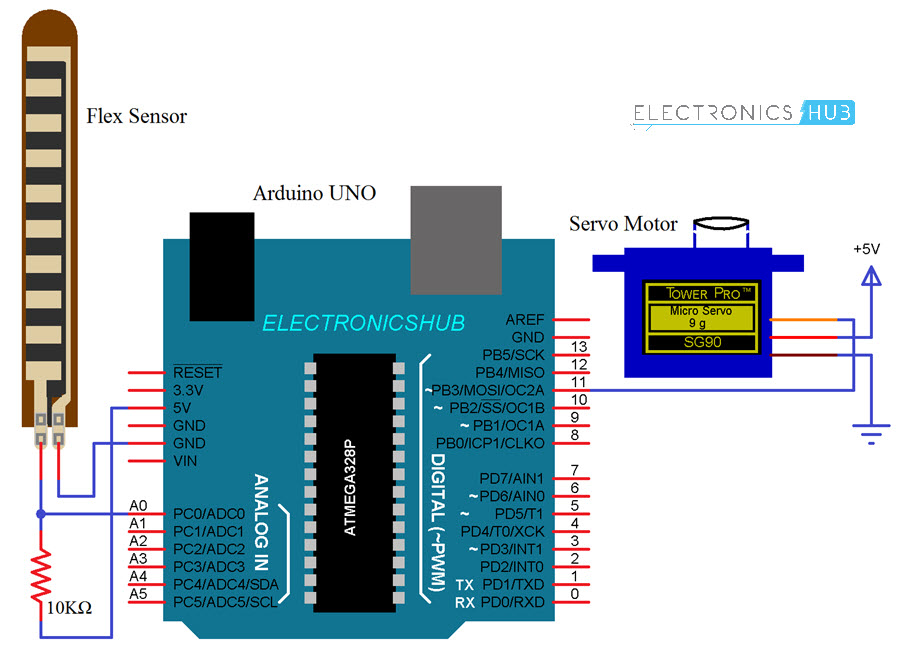 Flex Sensor
ELECTRONICS HUB
Arduino UNO
Servo Motor
+5V
TOWER PRO™
Micro Servo
9 g
SG90
ELECTRONICSHUB
RESET
3.3V
5V
GND
GND
VIN
A0 PC0/ADC0
A1 PC1/ADC1
A2 PC2/ADC2
A3 PC3/ADC3
A4 PC4/ADC4/SDA
A5 PC5/ADC5/SCL
10KΩ
ANALOG IN
ATMEGA328P
DIGITAL (~PWM)
AREF
GND
PB5/SCK 13
PB4/MISO 12
~PB3/MOSI/OC2A 11
~ PB2/SS/OC1B 10
~ PB1/OC1A 9
PB0/ICP1/CLKO 8
PD7/AIN1 7
~PD6/AIN0 6
~ PD5/T1 5
PD4/T0/XCK 4
~PD3/INT1 3
PD2/INT0 2
TX PD1/TXD 1
RX PD0/RXD 0